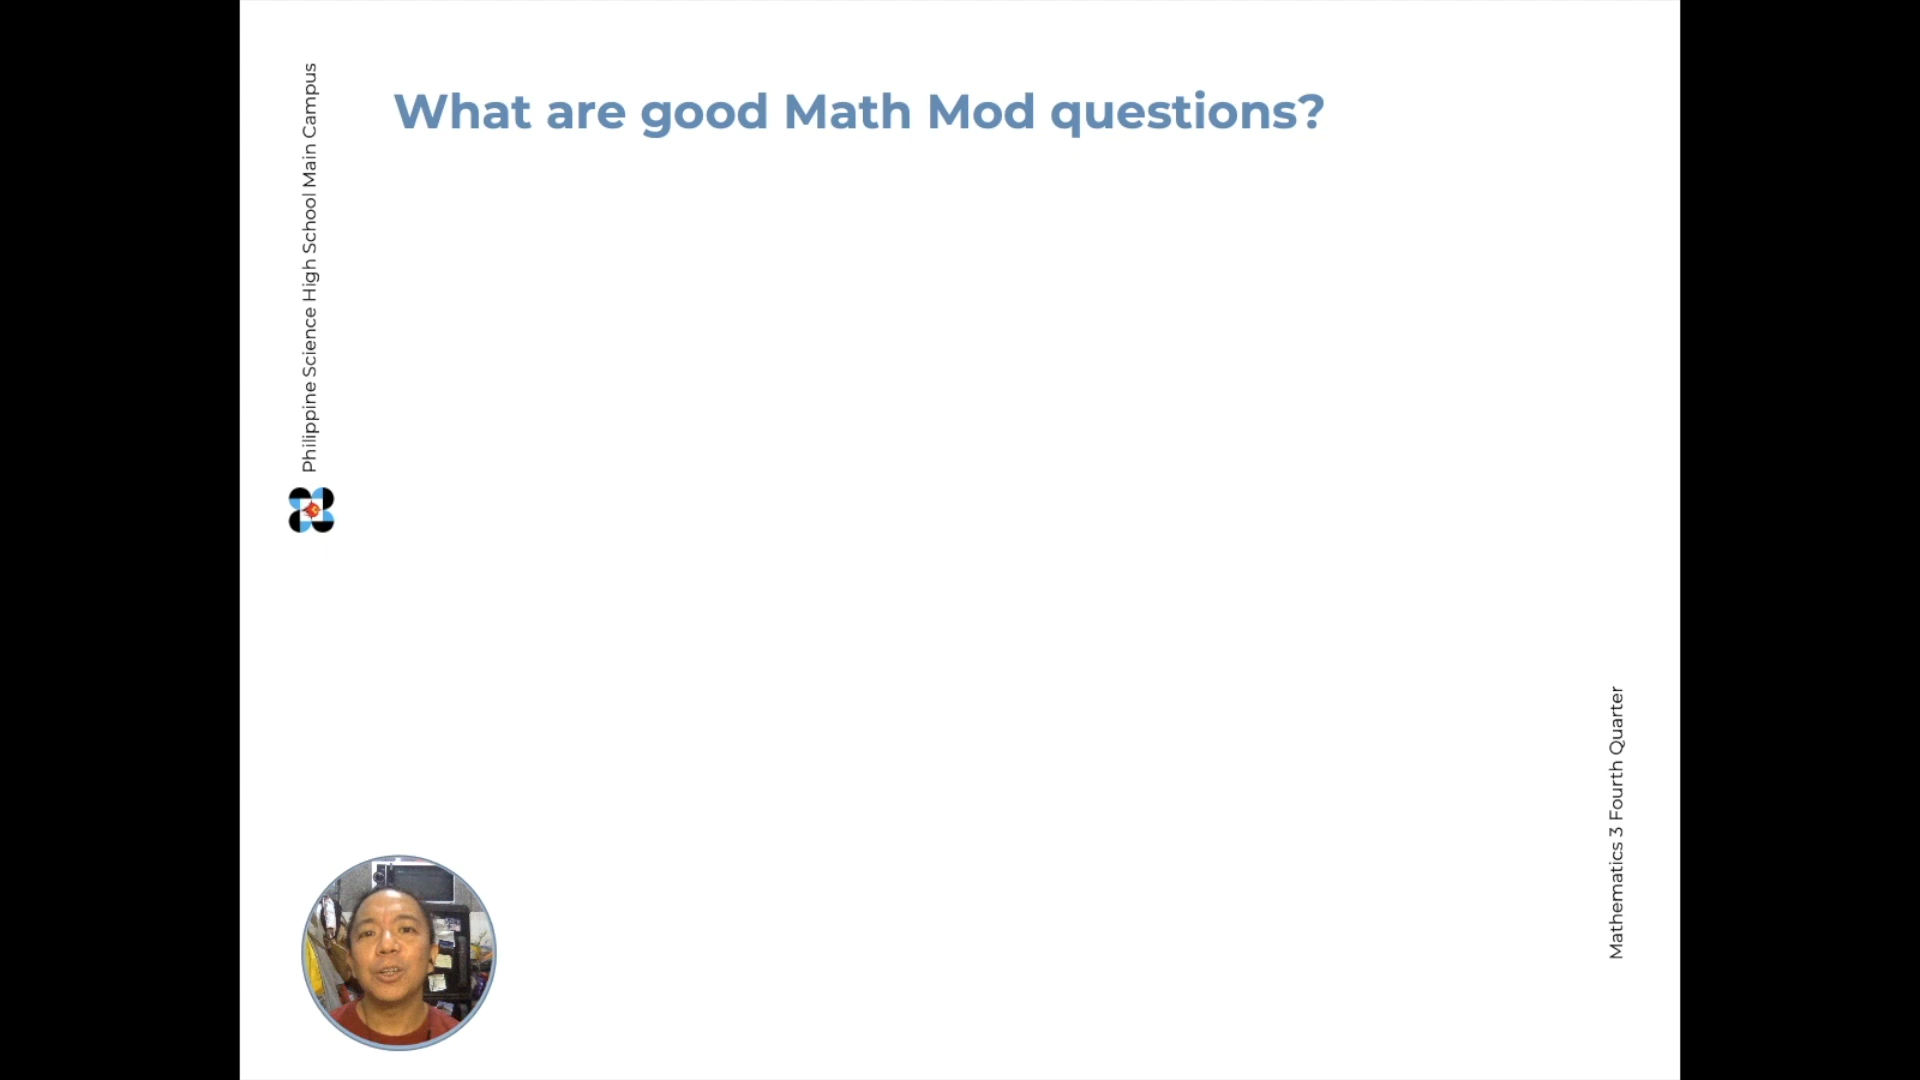 What are good Math Mod questions?
Philippine Science High School Main Campus
Mathematics 3 Fourth Quarter